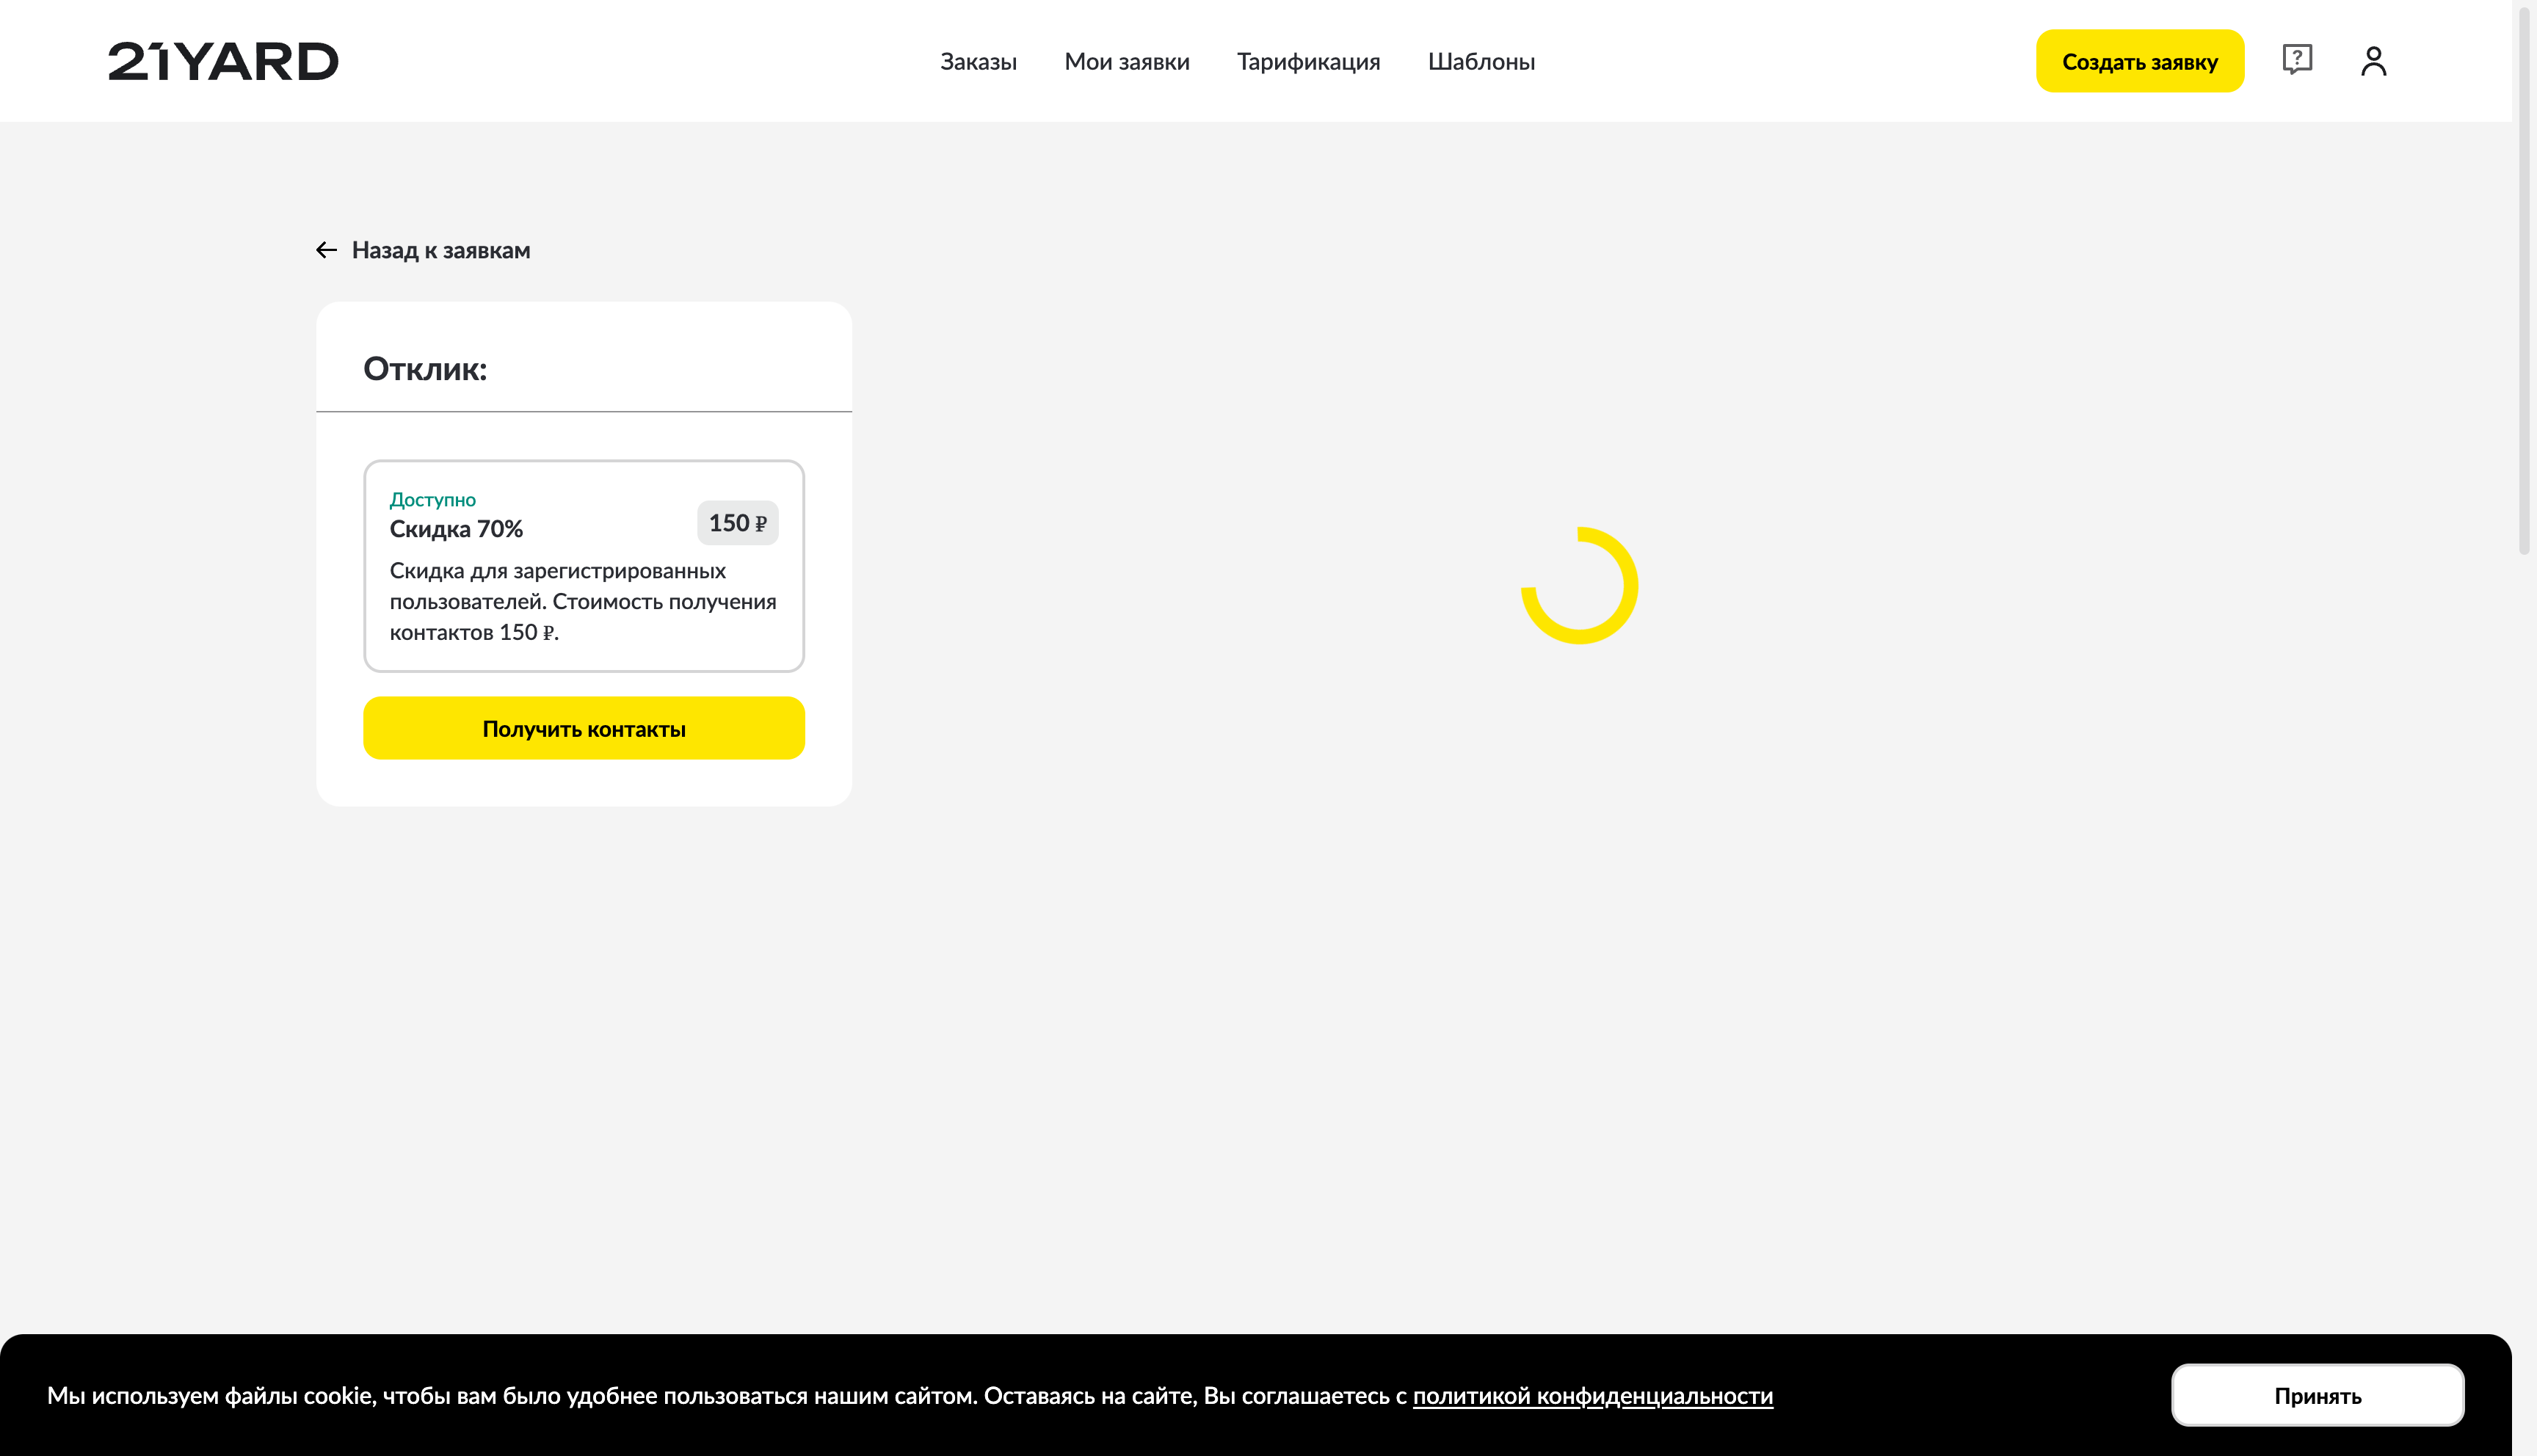 21YARD
Заказы
Мои заявки
Тарификация
Шаблоны
Создать заявку
?
Назад к заявкам
Отклик:
Доступно
Скидка 70%
150 ₽
Скидка для зарегистрированных
пользователей. Стоимость получения
контактов 150 ₽.
Получить контакты
Мы используем файлы cookie, чтобы вам было удобнее пользоваться нашим сайтом. Оставаясь на сайте, Вы соглашаетесь с политикой конфиденциальности
Принять